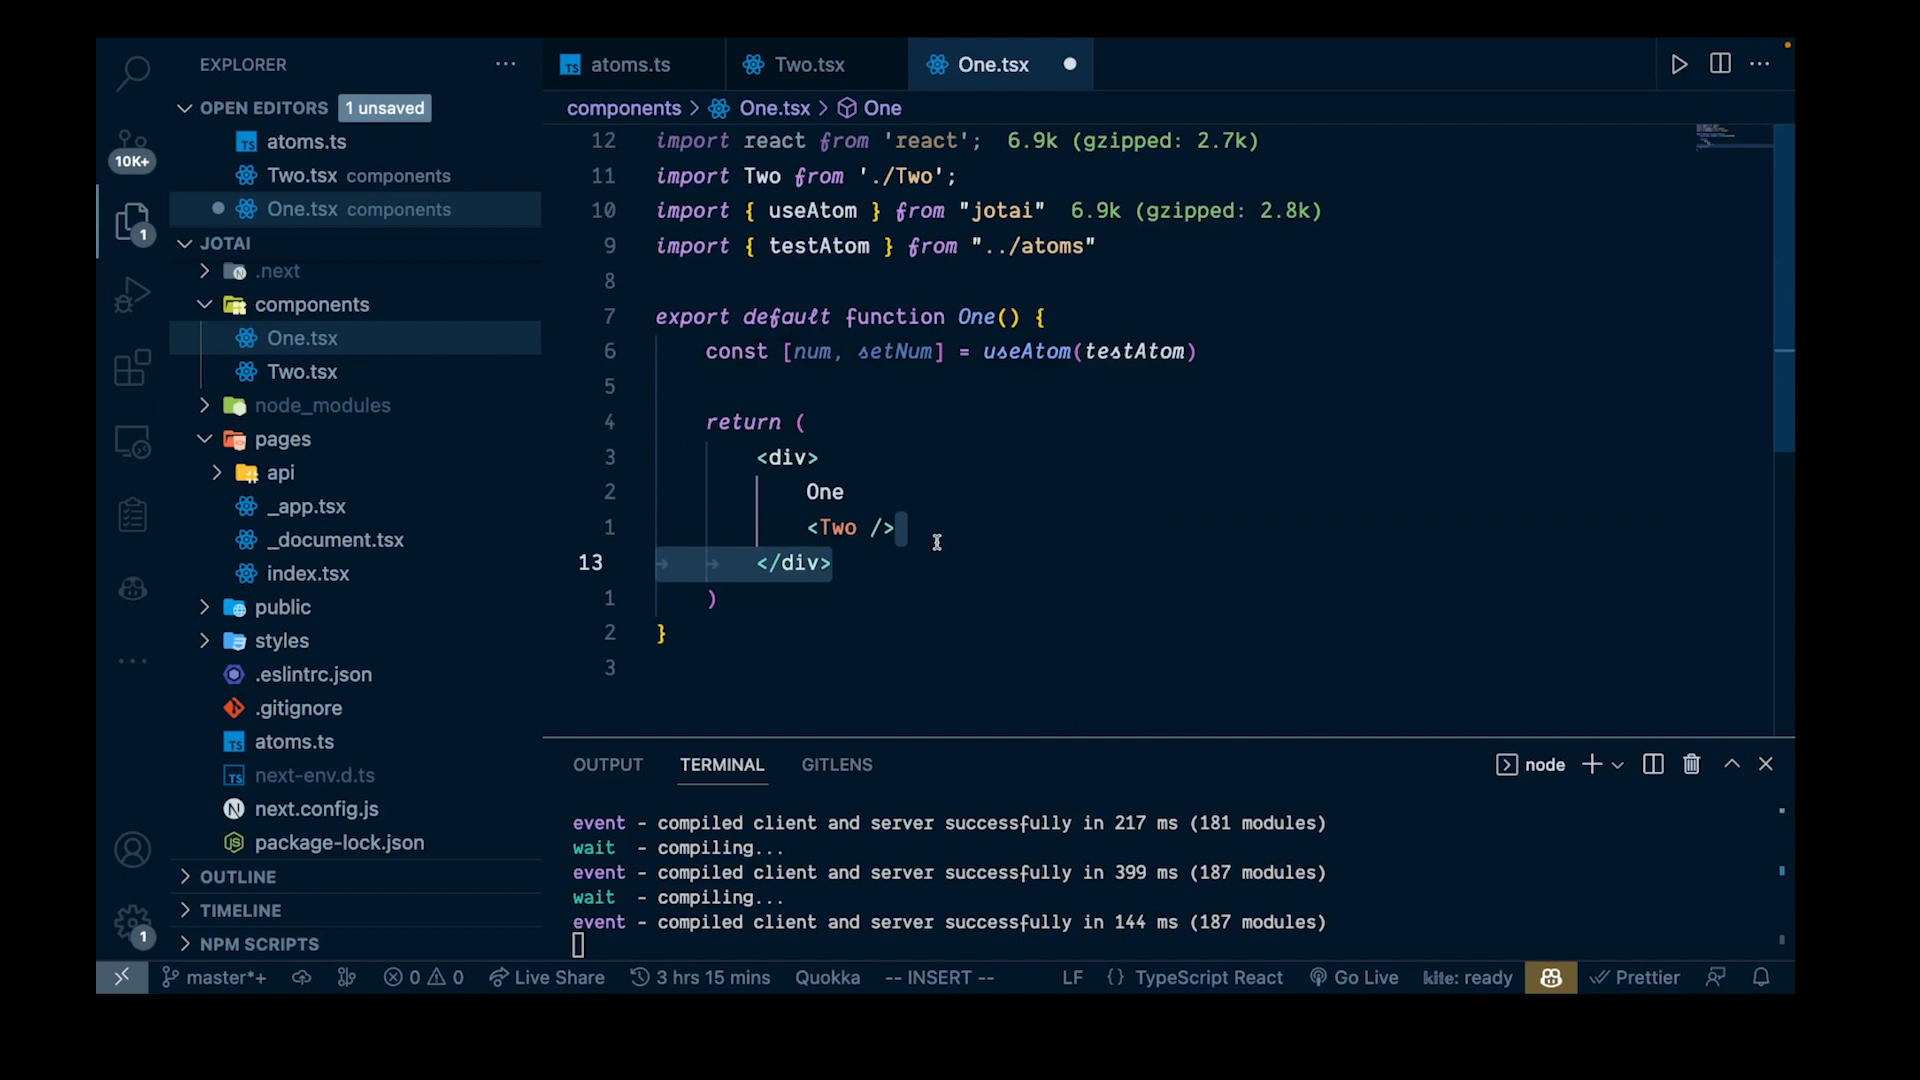 EXPLORER
OPEN EDITORS 1 unsaved
atoms.ts
Two.tsx components
One.tsx components
JOTAI
.next
components
One.tsx
Two.tsx
node_modules
pages
api
_app.tsx
_document.tsx
index.tsx
public
styles
.eslintrc.json
.gitignore
atoms.ts
next-env.d.ts
next.config.js
package-lock.json
OUTLINE
TIMELINE
NPM SCRIPTS
10K+
1
1
atoms.ts Two.tsx One.tsx
components > One.tsx > One
12 import react from 'react'; 6.9k (gzipped: 2.7k)
11 import Two from './Two';
10 import { useAtom } from "jotai" 6.9k (gzipped: 2.8k)
9 import { testAtom } from "../atoms"
8
7 export default function One() {
6 const [num, setNum] = useAtom(testAtom)
5
4 return (
3 <div>
2 One
1 <Two />
13 </div>
1 )
2 }
3
OUTPUT TERMINAL GITLENS node
event - compiled client and server successfully in 217 ms (181 modules)
wait - compiling...
event - compiled client and server successfully in 399 ms (187 modules)
wait - compiling...
event - compiled client and server successfully in 144 ms (187 modules)
master*+ 0 0 Live Share 3 hrs 15 mins Quokka -- INSERT -- LF {} TypeScript React Go Live kite: ready Prettier